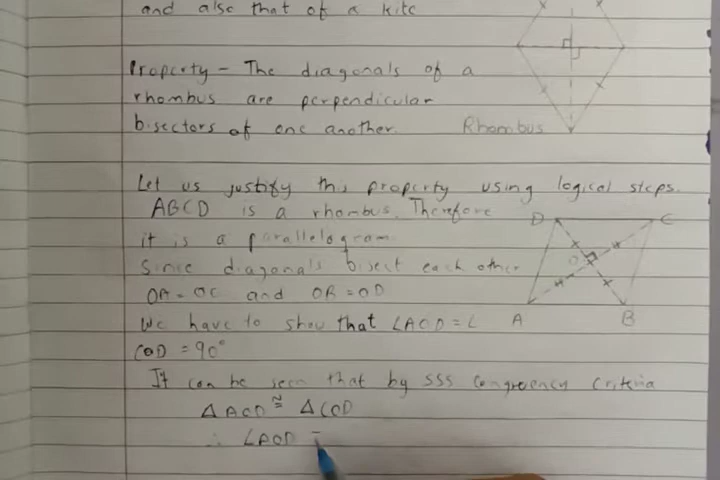 and also that of a kite
Property - The diagonals of a
rhombus are perpendicular
bisectors of one another.
Rhombus
Let us justify this property using logical steps.
ABCD is a rhombus. Therefore
it is a parallelogram
Since diagonals bisect each other
OA = OC and OB = OD
We have to show that ∠AOD = ∠
COD = 90°
It can be seen that by SSS congruency criteria
△ AOD ≅ △ COD
∴ ∠AOD =
D C
O
A B